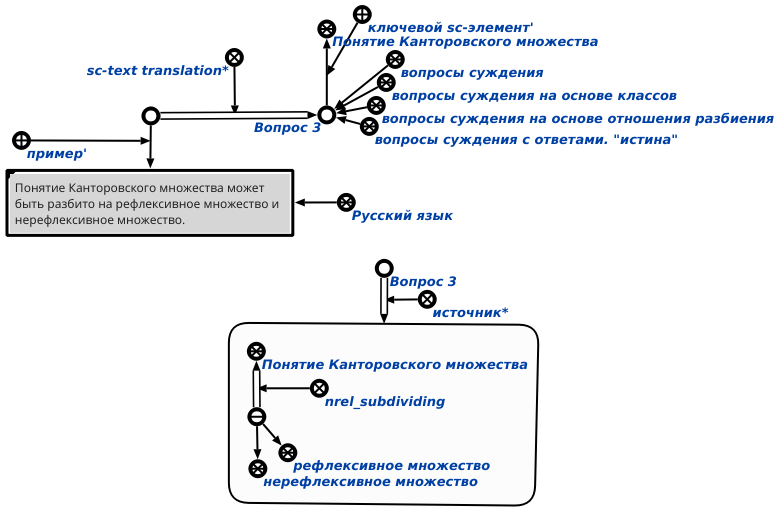 ключевой sc-элемент'
Понятие Канторовского множества
sc-text translation*
вопросы суждения
вопросы суждения на основе классов
вопросы суждения на основе отношения разбиения
Вопрос 3
вопросы суждения с ответами. "истина"
пример'
Понятие Канторовского множества может
быть разбито на рефлексивное множество и
нерефлексивное множество.
Русский язык
Вопрос 3
источник*
Понятие Канторовского множества
nrel_subdividing
рефлексивное множество
нерефлексивное множество